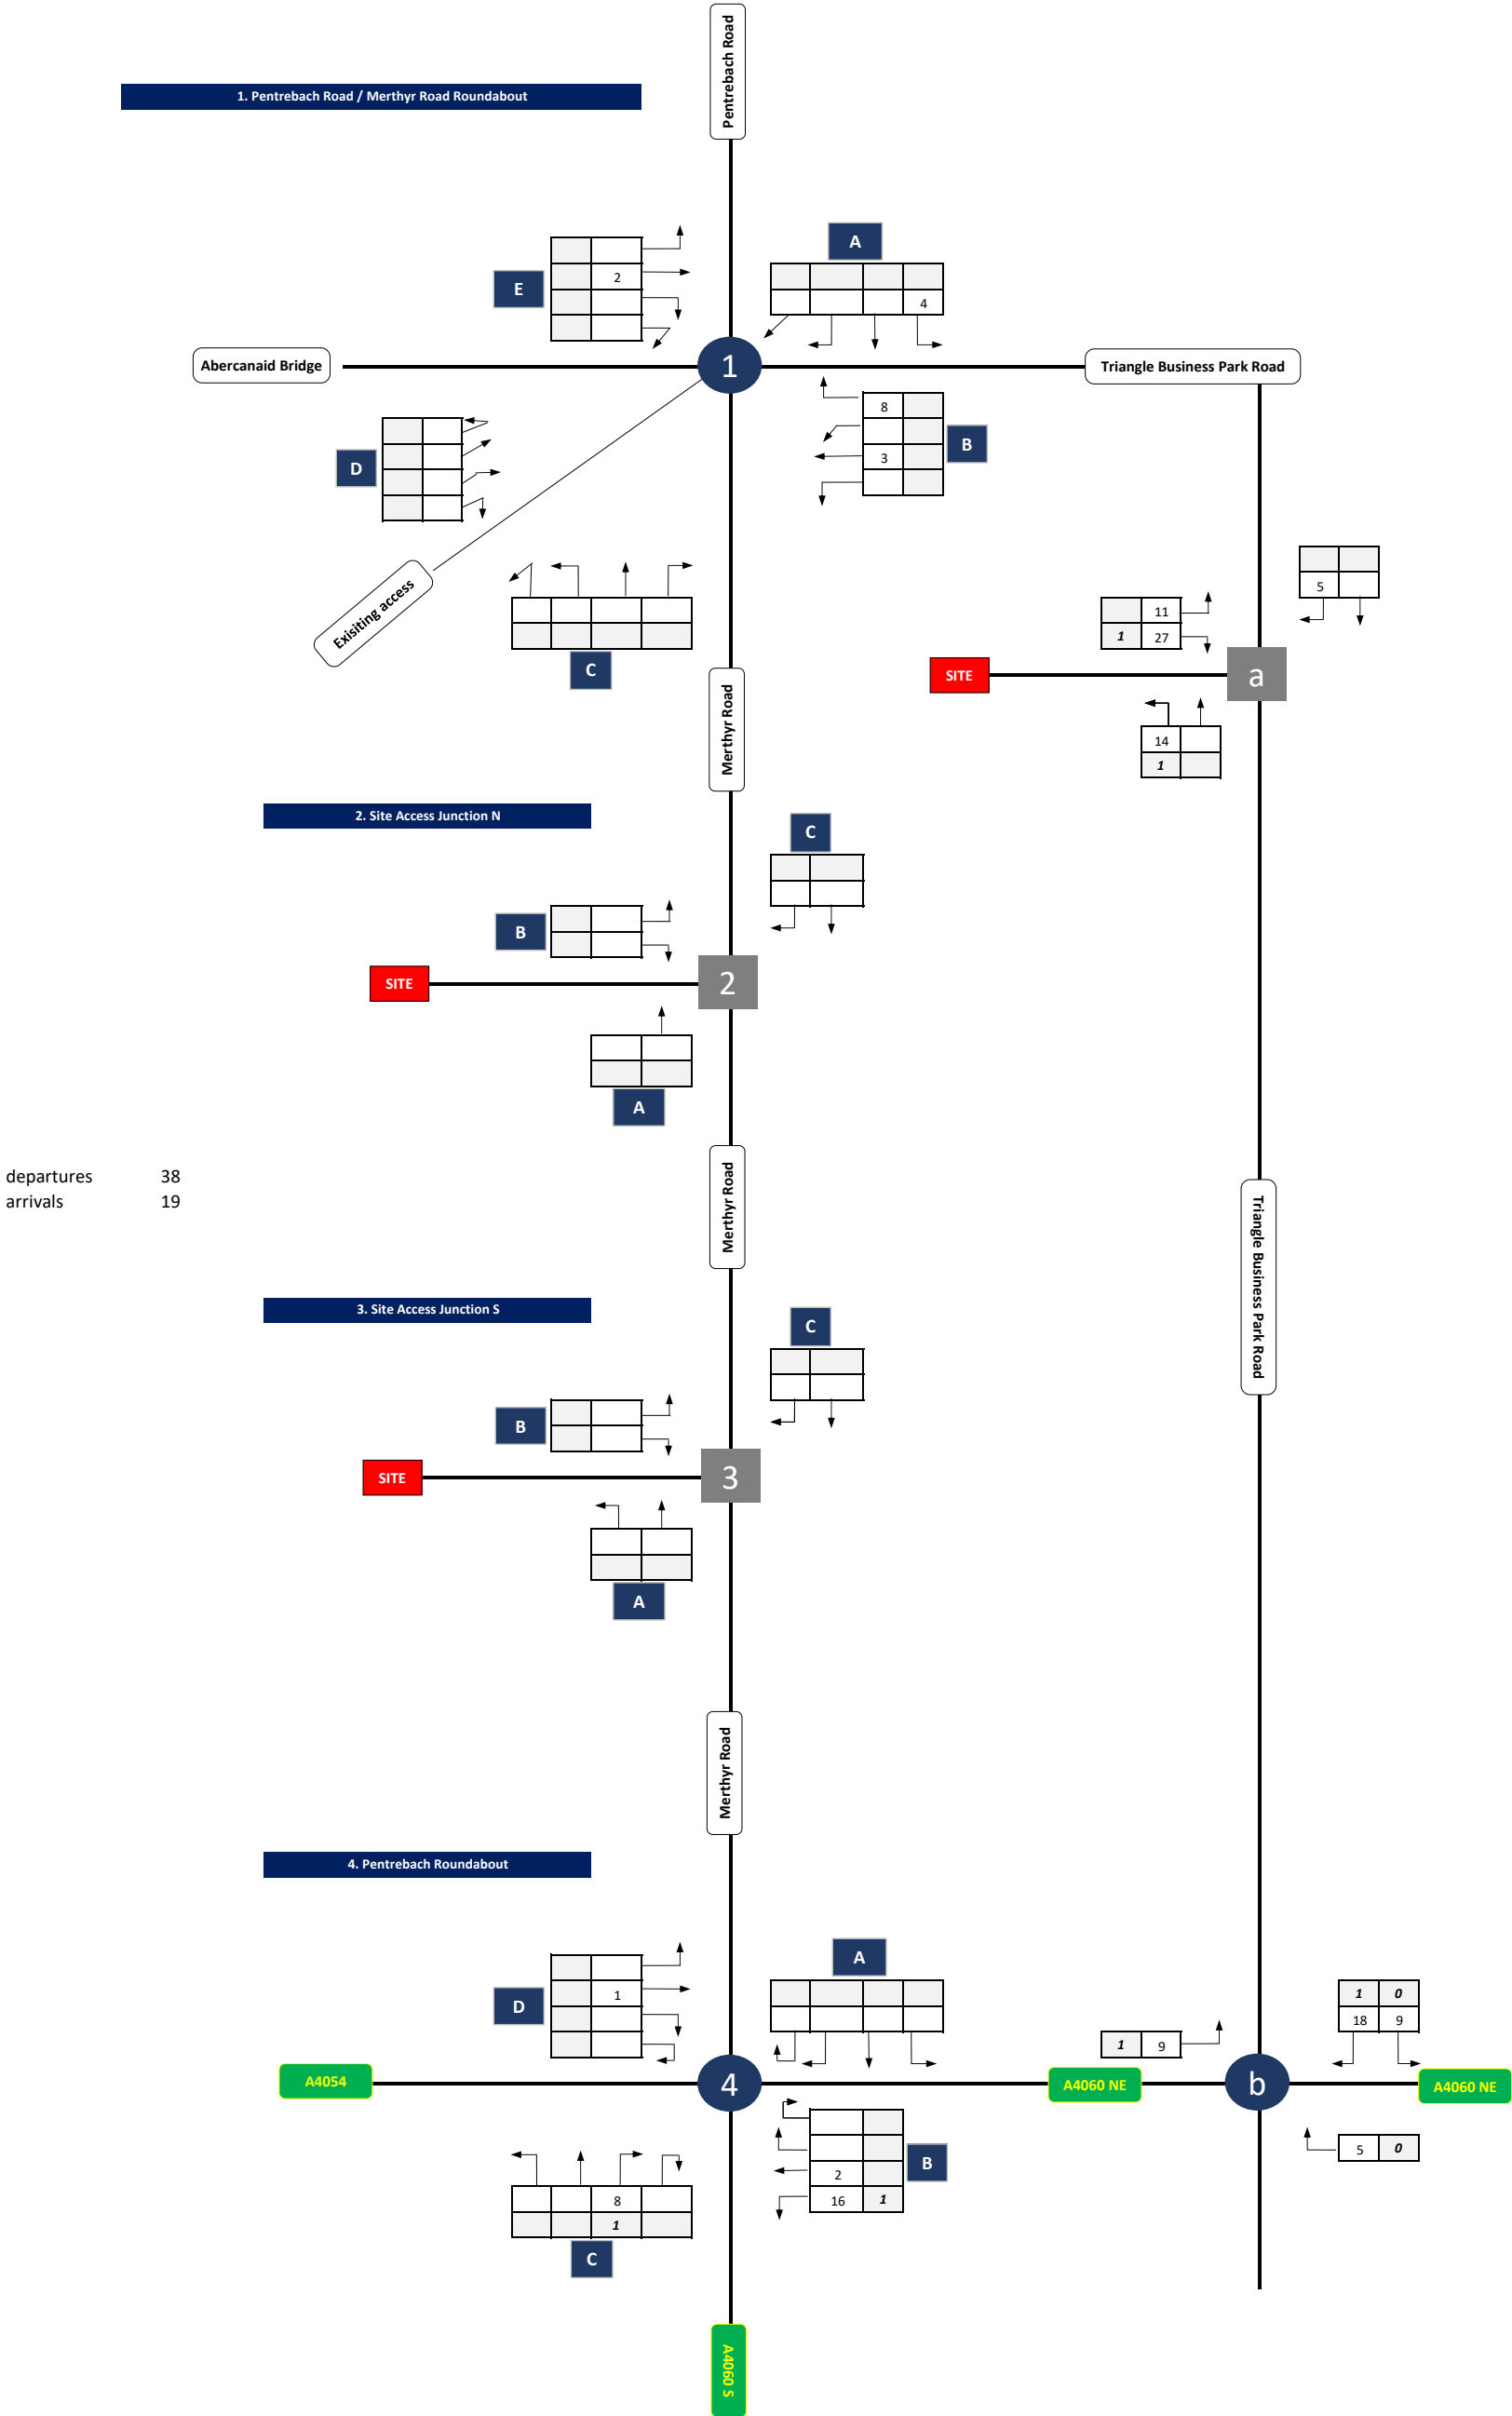 Pentrebach Road
1. Pentrebach Road / Merthyr Road Roundabout
A
E
2
4
Abercanaid Bridge
1
Triangle Business Park Road
8
3
B
D
Exisiting access
5
11
1 27
C
SITE
a
Merthyr Road
14
1
2. Site Access Junction N
C
B
SITE
2
A
Merthyr Road
departures 38
arrivals 19
Triangle Business Park Road
3. Site Access Junction S
C
B
SITE
3
A
Merthyr Road
4. Pentrebach Roundabout
A
D
1
1 0
18 9
1 9
A4054
4
A4060 NE
b
A4060 NE
2
16 1
B
5 0
8
1
C
A4060 S